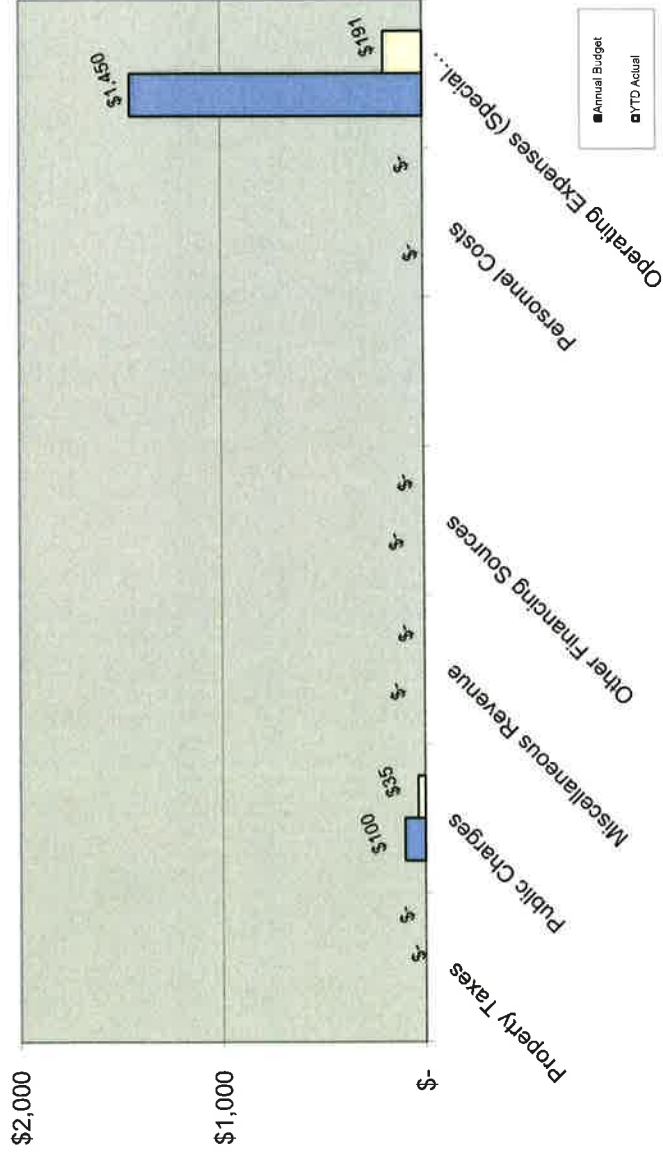 $2,000
$1,000
$-
$-
$-
$100
$35
$-
$-
$-
$-
$-
$-
$1,450
$191
Property Taxes
Public Charges
Miscellaneous Revenue
Other Financing Sources
Personnel Costs
Operating Expenses (Special...
Annual Budget
YTD Actual